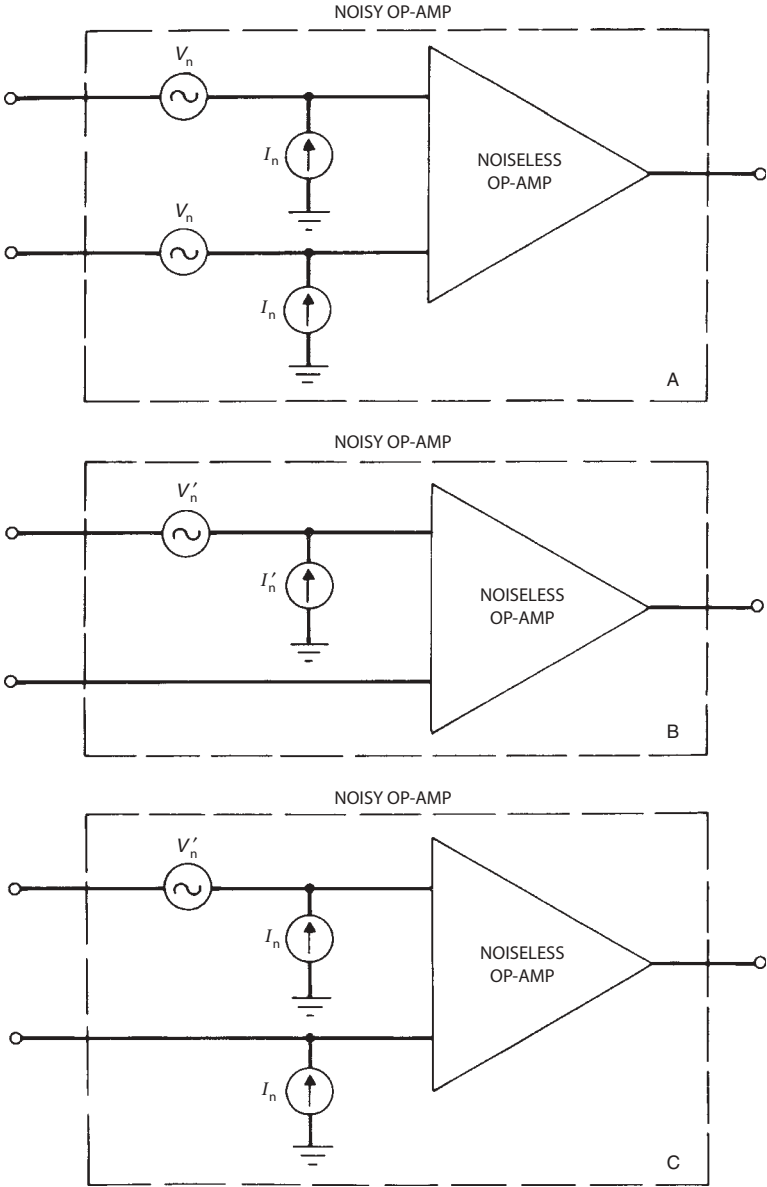 NOISY OP-AMP
Vn
In
NOISELESS
OP-AMP
Vn
In
A
NOISY OP-AMP
V′n
I′n
NOISELESS
OP-AMP
B
NOISY OP-AMP
V′n
In
NOISELESS
OP-AMP
In
C